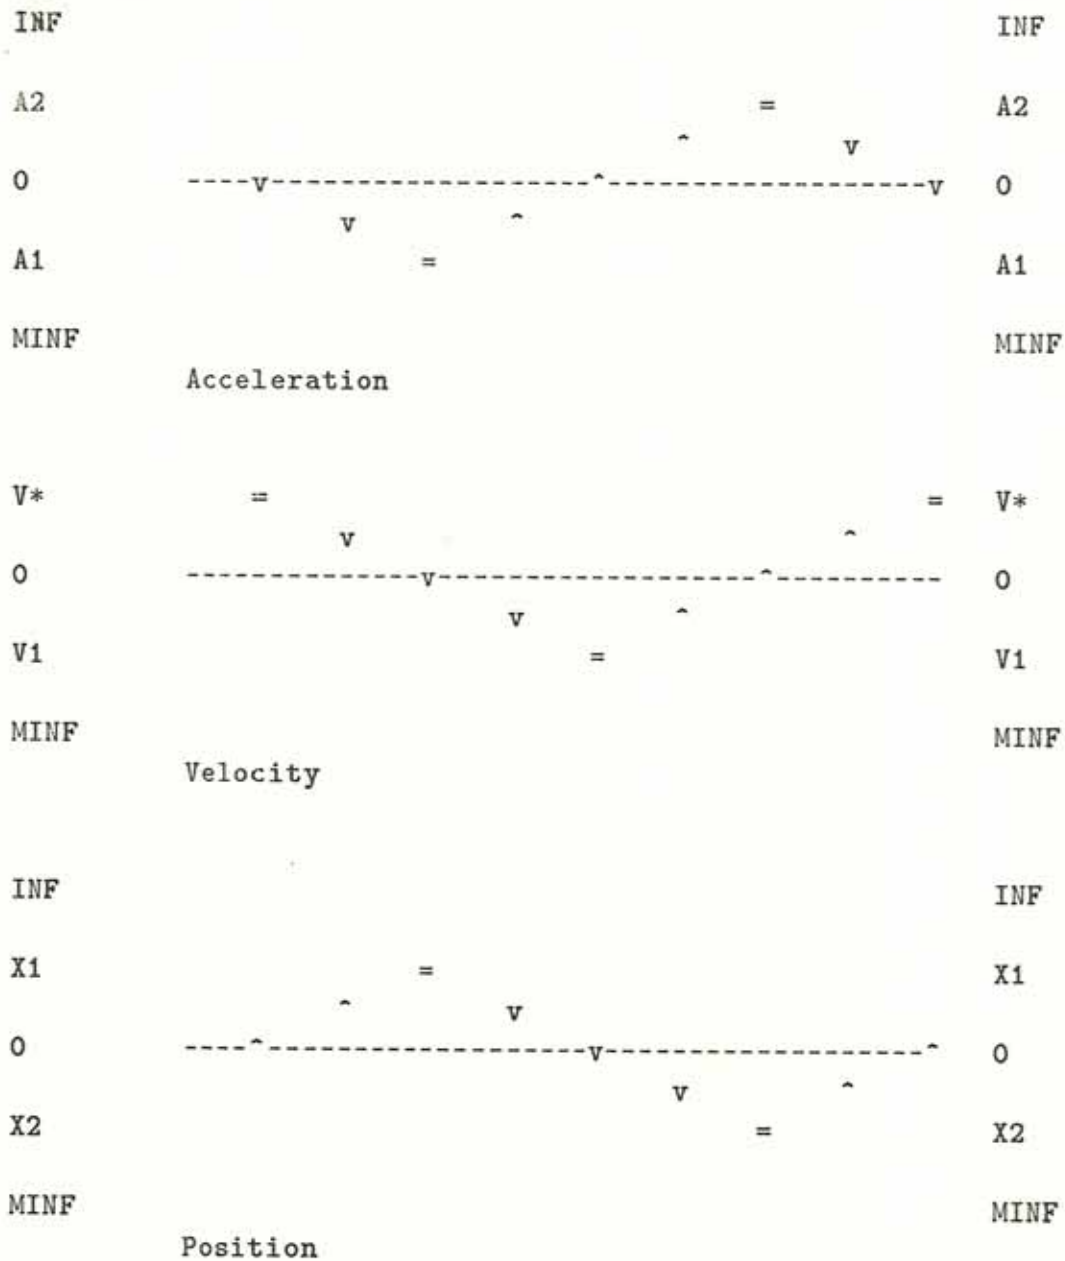 INF INF
A2 = A2
^ v
0 ----v------------------^------------------v 0
v ^
A1 = A1
MINF MINF
Acceleration
V* = = V*
v ^
0 --------------v------------------^---------- 0
v ^
V1 = V1
MINF MINF
Velocity
INF INF
X1 = X1
^ v
0 ----^------------------v------------------^ 0
v ^
X2 = X2
MINF MINF
Position